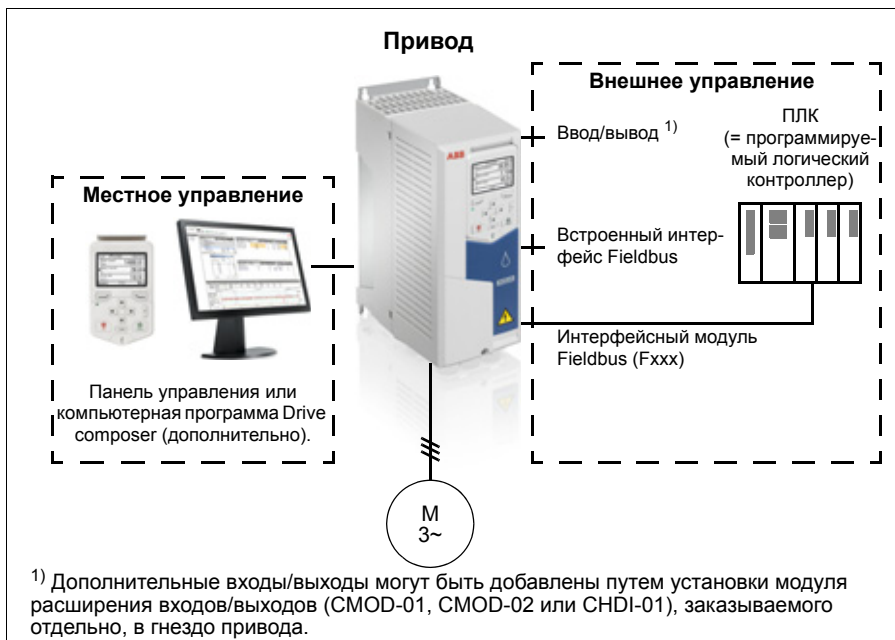 Привод
Внешнее управление
ПЛК
(= программируе-
мый логический
контроллер)
Ввод/вывод 1)
Встроенный интер-
фейс Fieldbus
Интерфейсный модуль
Fieldbus (Fxxx)
Местное управление
Панель управления или
компьютерная программа Drive
composer (дополнительно).
ABB
M
3~
1) Дополнительные входы/выходы могут быть добавлены путем установки модуля
расширения входов/выходов (CMOD-01, CMOD-02 или CHDI-01), заказываемого
отдельно, в гнездо привода.